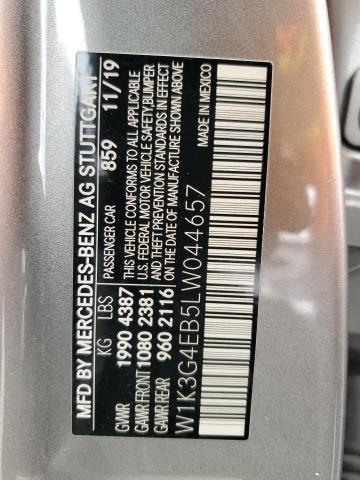 MFD BY MERCEDES-BENZ AG STUTTGART
KG LBS PASSENGER CAR 859 11/19
GWR 1990 4387
GAWR FRONT 1080 2381
GAWR REAR 960 2116
THIS VEHICLE CONFORMS TO ALL APPLICABLE
U.S. FEDERAL MOTOR VEHICLE SAFETY,BUMPER
AND THEFT PREVENTION STANDARDS IN EFFECT
ON DATE OF MANUFACTURE SHOWN ABOVE
W1K3G4EB5LW044657 MADE IN MEXICO